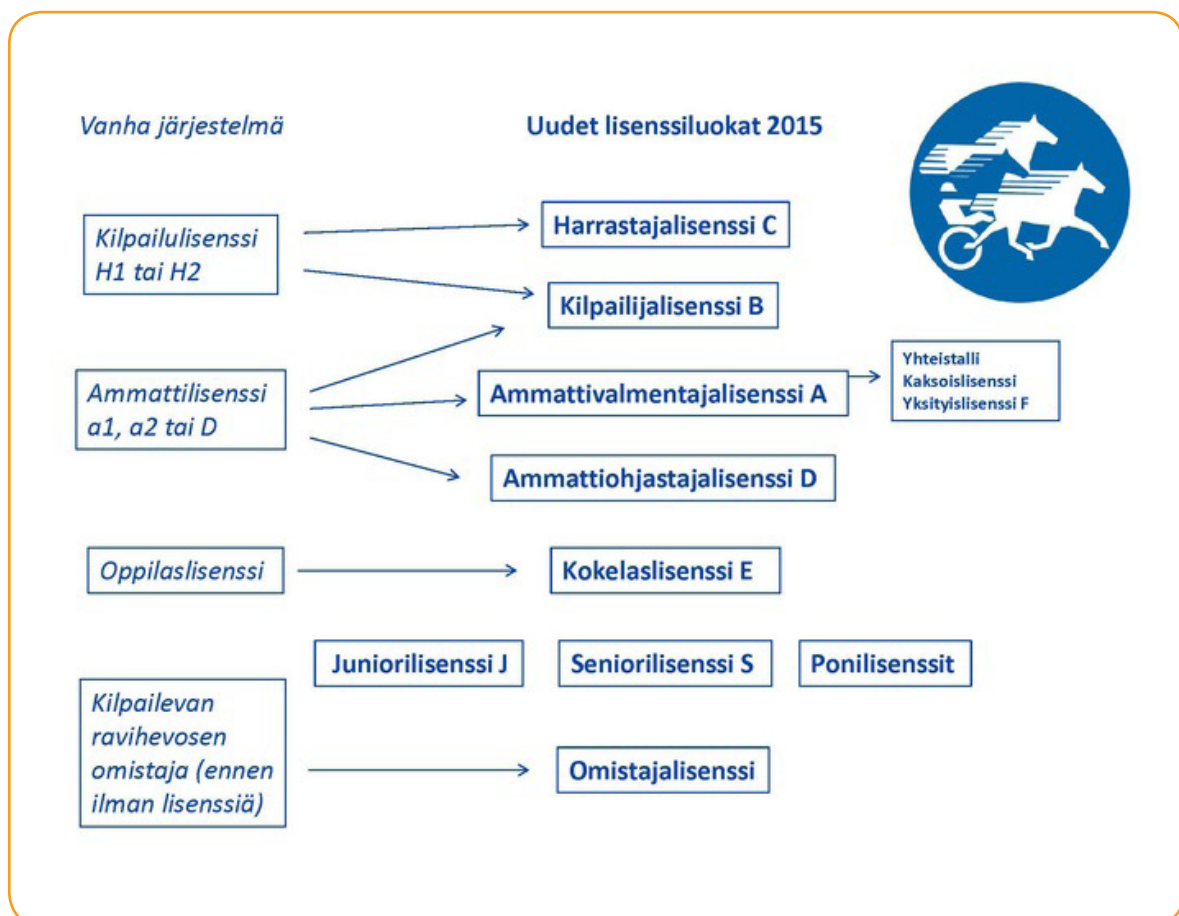 Vanha järjestelmä
Uudet lisenssiluokat 2015
Kilpailulisenssi
H1 tai H2
Harrastajalisenssi C
Kilpailijalisenssi B
Ammattilisenssi
a1, a2 tai D
Ammattivalmentajalisenssi A
Yhteistalli
Kaksoislisenssi
Yksityislisenssi F
Ammattiohjastajalisenssi D
Oppilaslisenssi
Kokelaslisenssi E
Juniorilisenssi J
Seniorilisenssi S
Ponilisenssit
Kilpailevan
ravihevosen
omistaja (ennen
ilman lisenssiä)
Omistajalisenssi